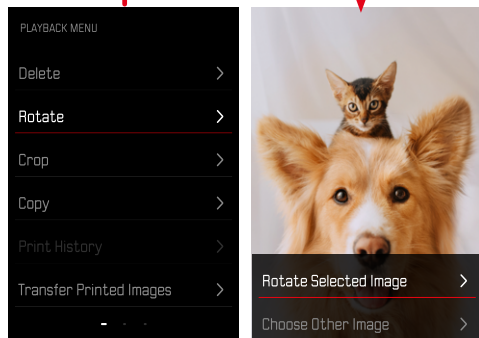 PLAYBACK MENU
Delete
Rotate
Crop
Copy
Print History
Transfer Printed Images
Rotate Selected Image
Choose Other Image